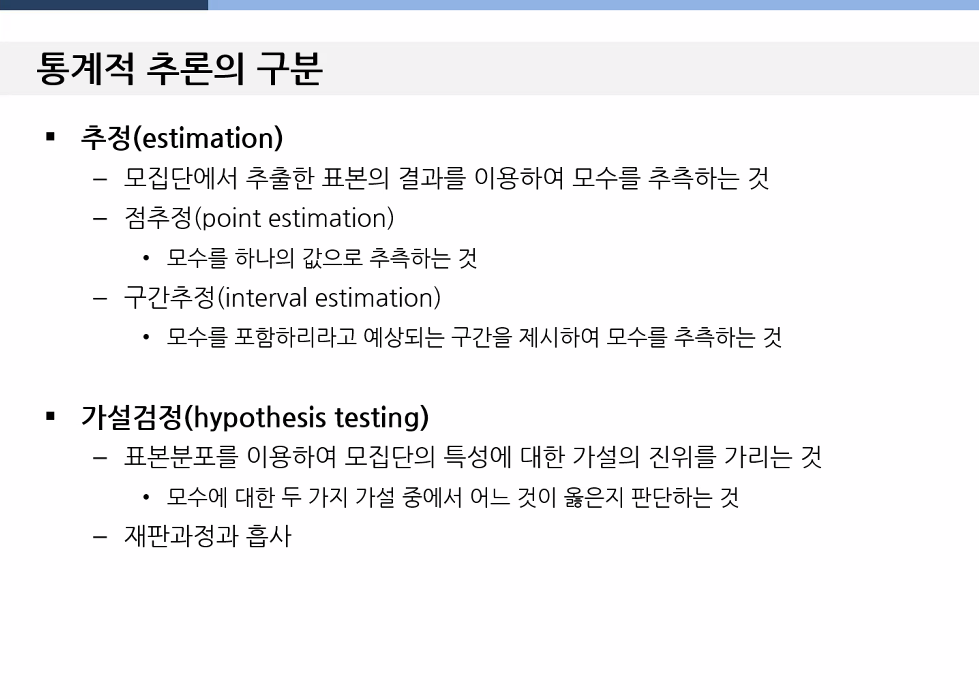 통계적 추론의 구분
▪ 추정(estimation)
– 모집단에서 추출한 표본의 결과를 이용하여 모수를 추측하는 것
– 점추정(point estimation)
• 모수를 하나의 값으로 추측하는 것
– 구간추정(interval estimation)
• 모수를 포함하리라고 예상되는 구간을 제시하여 모수를 추측하는 것
▪ 가설검정(hypothesis testing)
– 표본분포를 이용하여 모집단의 특성에 대한 가설의 진위를 가리는 것
• 모수에 대한 두 가지 가설 중에서 어느 것이 옳은지 판단하는 것
– 재판과정과 흡사